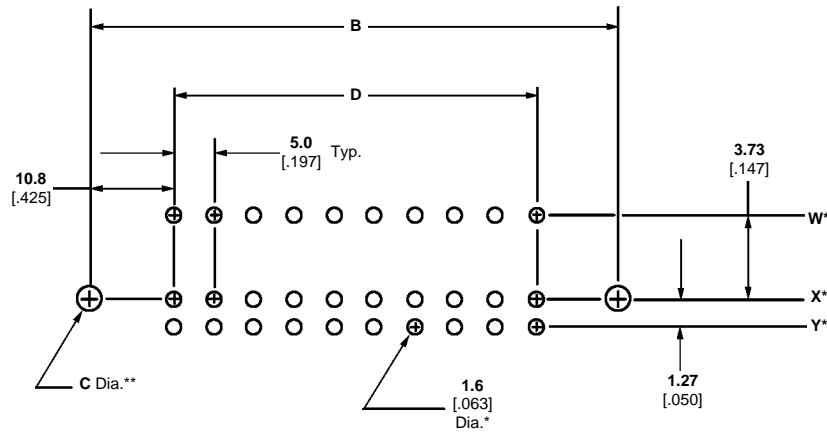 B
D
5.0
[.197]
Typ.
3.73
[.147]
10.8
[.425]
W*
X*
Y*
C Dia.**
1.6
[.063]
Dia.*
1.27
[.050]